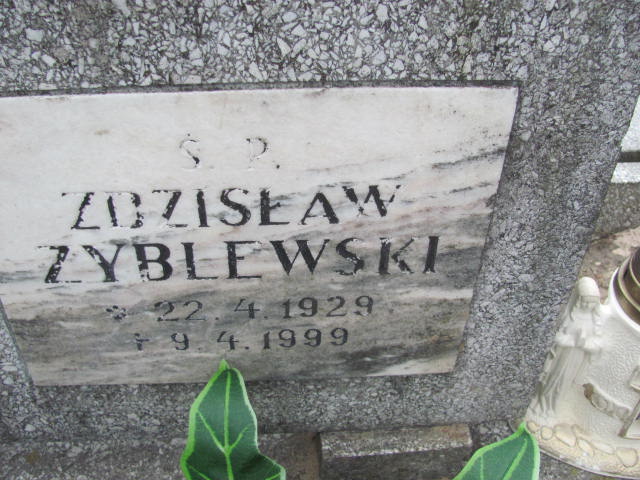 Ś. P.
ZDZISŁAW
ZYBLEWSKI
* 22. 4. 1929
† 9. 4. 1999